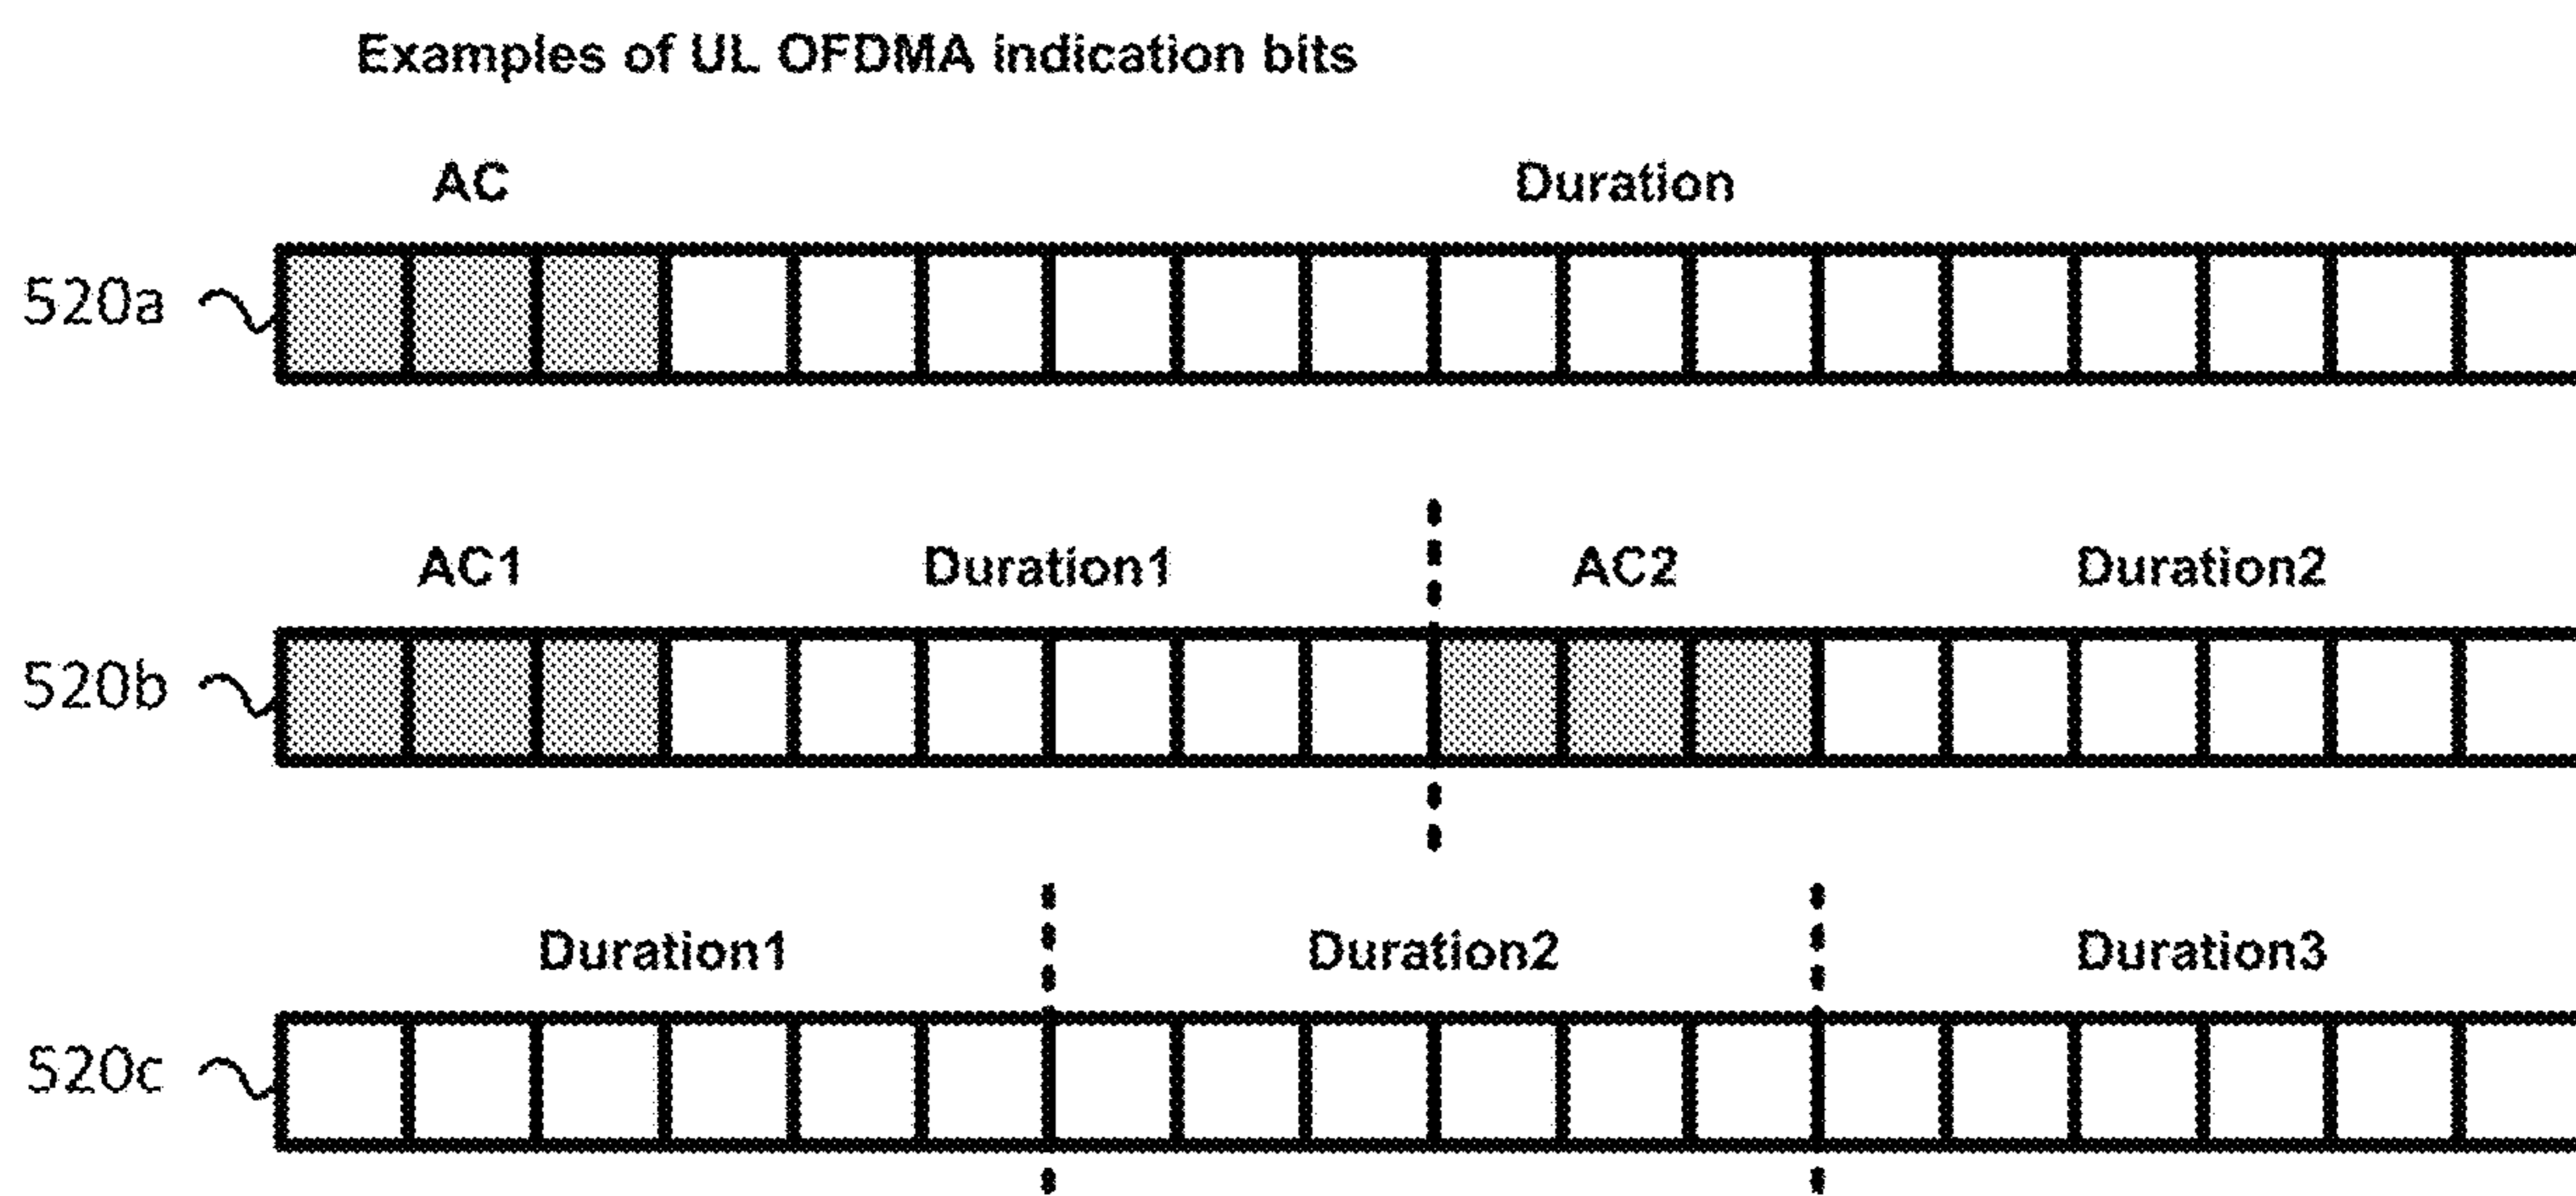 Examples of UL OFDMA indication bits
AC Duration
520a
AC1 Duration1 AC2 Duration2
520b
Duration1 Duration2 Duration3
520c